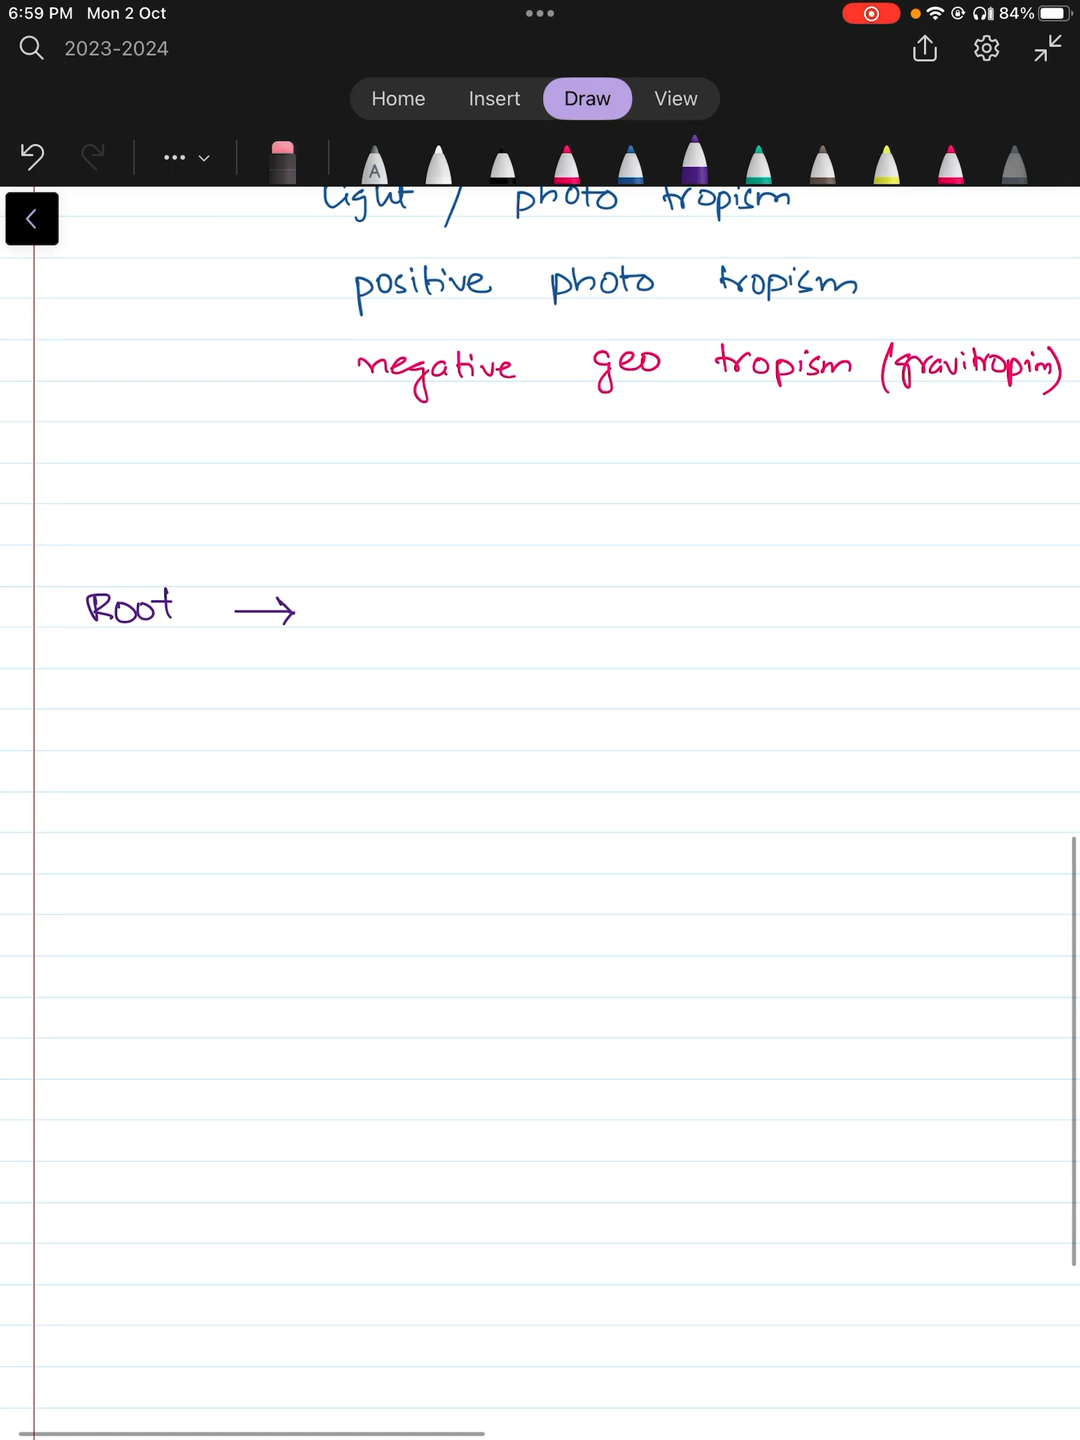 6:59 PM Mon 2 Oct 84%
2023-2024
Home Insert Draw View
A
light / photo tropism
positive photo tropism
negative geo tropism (gravitropim)
Root →